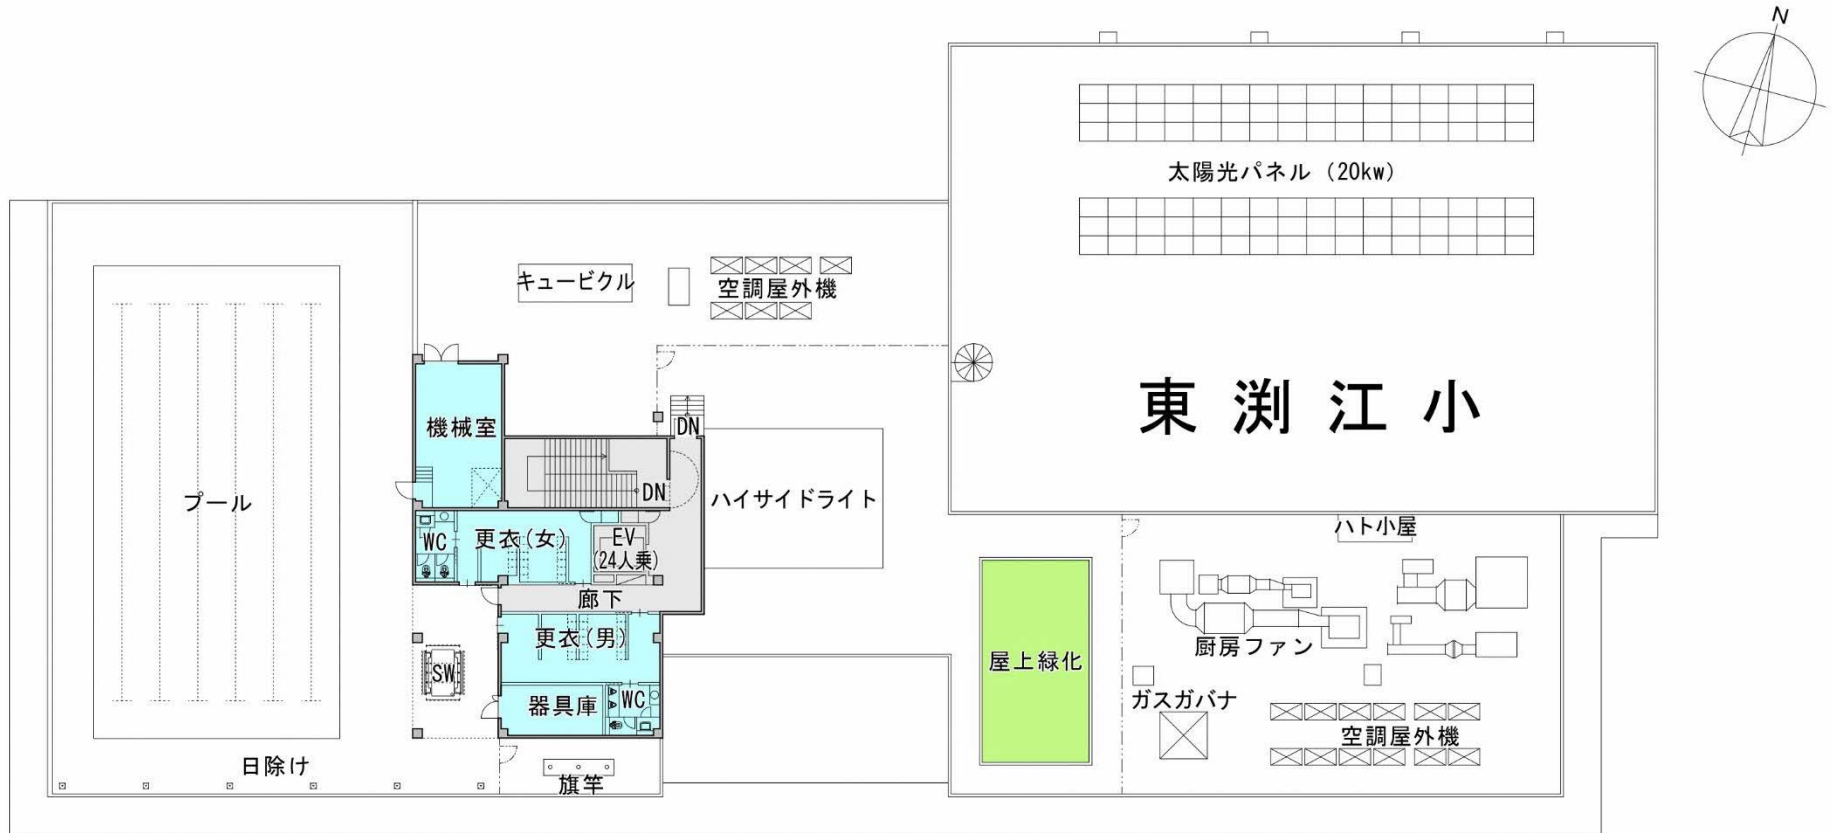 N
太陽光パネル（20kw）
キュービクル
空調屋外機
東渕江小
機械室
DN
プール
DN
ハイサイドライト
WC
更衣(女)
EV
(24人乗)
ハト小屋
廊下
更衣(男)
厨房ファン
屋上緑化
SW
器具庫
WC
ガスガバナ
空調屋外機
日除け
旗竿